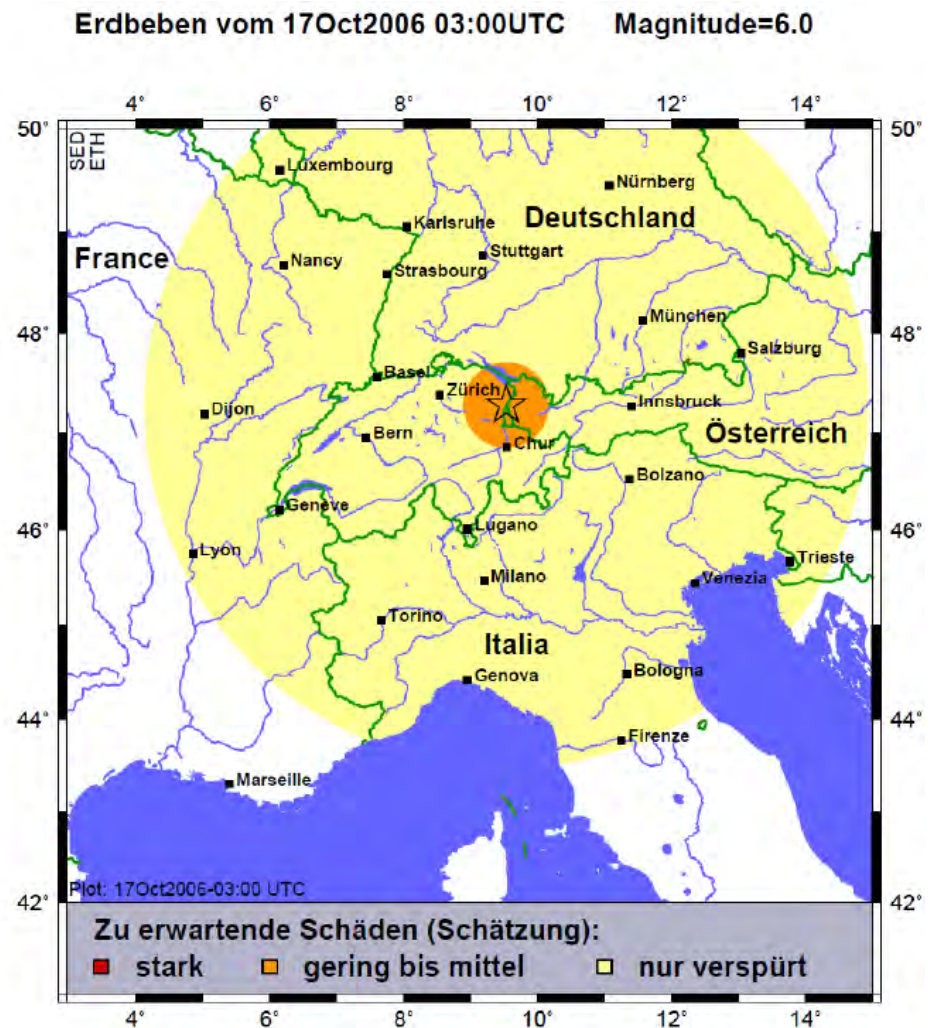 Erdbeben vom 17Oct2006 03:00UTC Magnitude=6.0
4° 6° 8° 10° 12° 14°
50° 50°
SED
ETH
Luxembourg
Nürnberg
Deutschland
Karlsruhe
France
Nancy
Stuttgart
Strasbourg
München
48° 48°
Salzburg
Basel
Zürich
Dijon
Innsbruck
Bern
Österreich
Chur
Bolzano
Genève
46° 46°
Lugano
Lyon
Trieste
Milano
Venezia
Torino
Italia
Genova
Bologna
44° 44°
Firenze
Marseille
Plot: 17Oct2006-03:00 UTC
42° 42°
Zu erwartende Schäden (Schätzung):
stark gering bis mittel nur verspürt
4° 6° 8° 10° 12° 14°